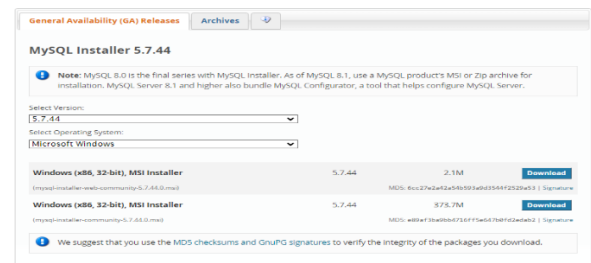 General Availability (GA) Releases
Archives
MySQL Installer 5.7.44
Note: MySQL 8.0 is the final series with MySQL Installer. As of MySQL 8.1, use a MySQL product's MSI or Zip archive for
installation. MySQL Server 8.1 and higher also bundle MySQL Configurator, a tool that helps configure MySQL Server.
Select Version:
5.7.44
Select Operating System:
Microsoft Windows
Windows (x86, 32-bit), MSI Installer 5.7.44 2.1M Download
(mysql-installer-web-community-5.7.44.0.msi) MD5: | Signature
Windows (x86, 32-bit), MSI Installer 5.7.44 373.7M Download
(mysql-installer-community-5.7.44.0.msi) MD5: | Signature
We suggest that you use the MD5 checksums and GnuPG signatures to verify the integrity of the packages you download.